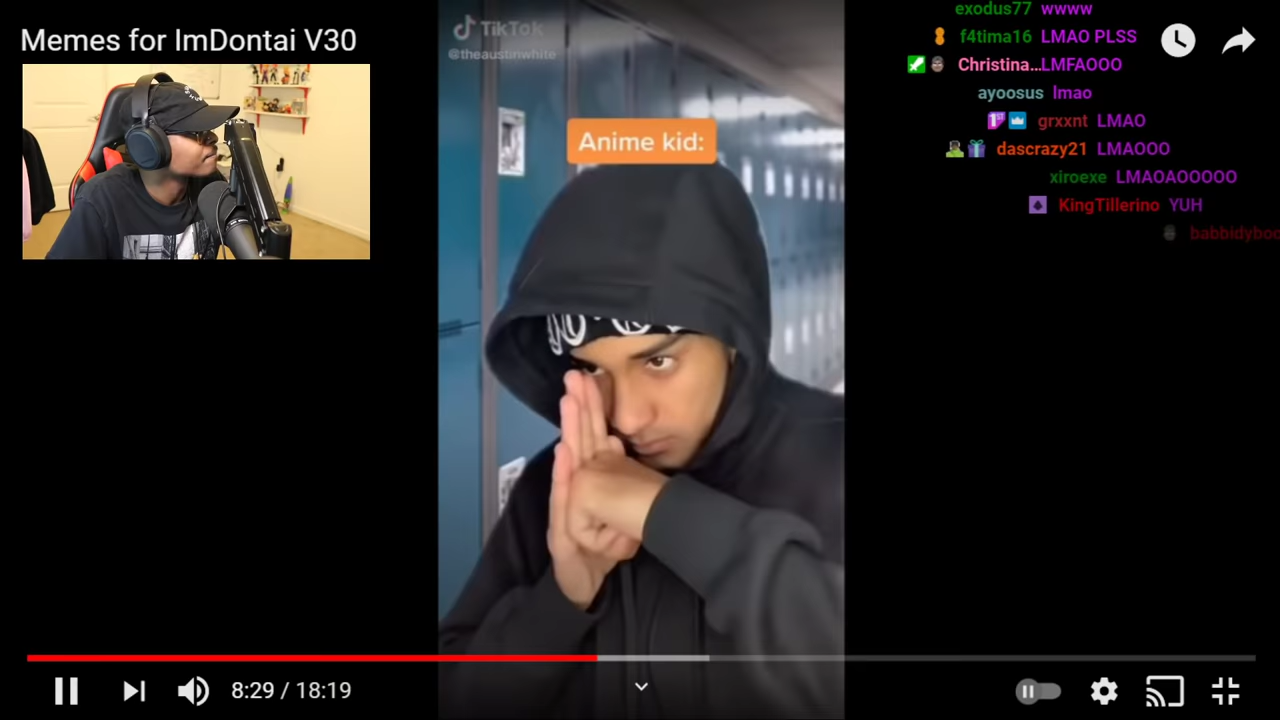 Memes for ImDontai V30
TikTok
@theaustinwhite
Anime kid:
exodus77 wwww
f4tima16 LMAO PLSS
Christina...LMFAOOO
ayoosus lmao
grxxnt LMAO
dascrazy21 LMAOOO
xiroexe LMAOAOOOOO
KingTillerino YUH
babbidyboo
8:29 / 18:19